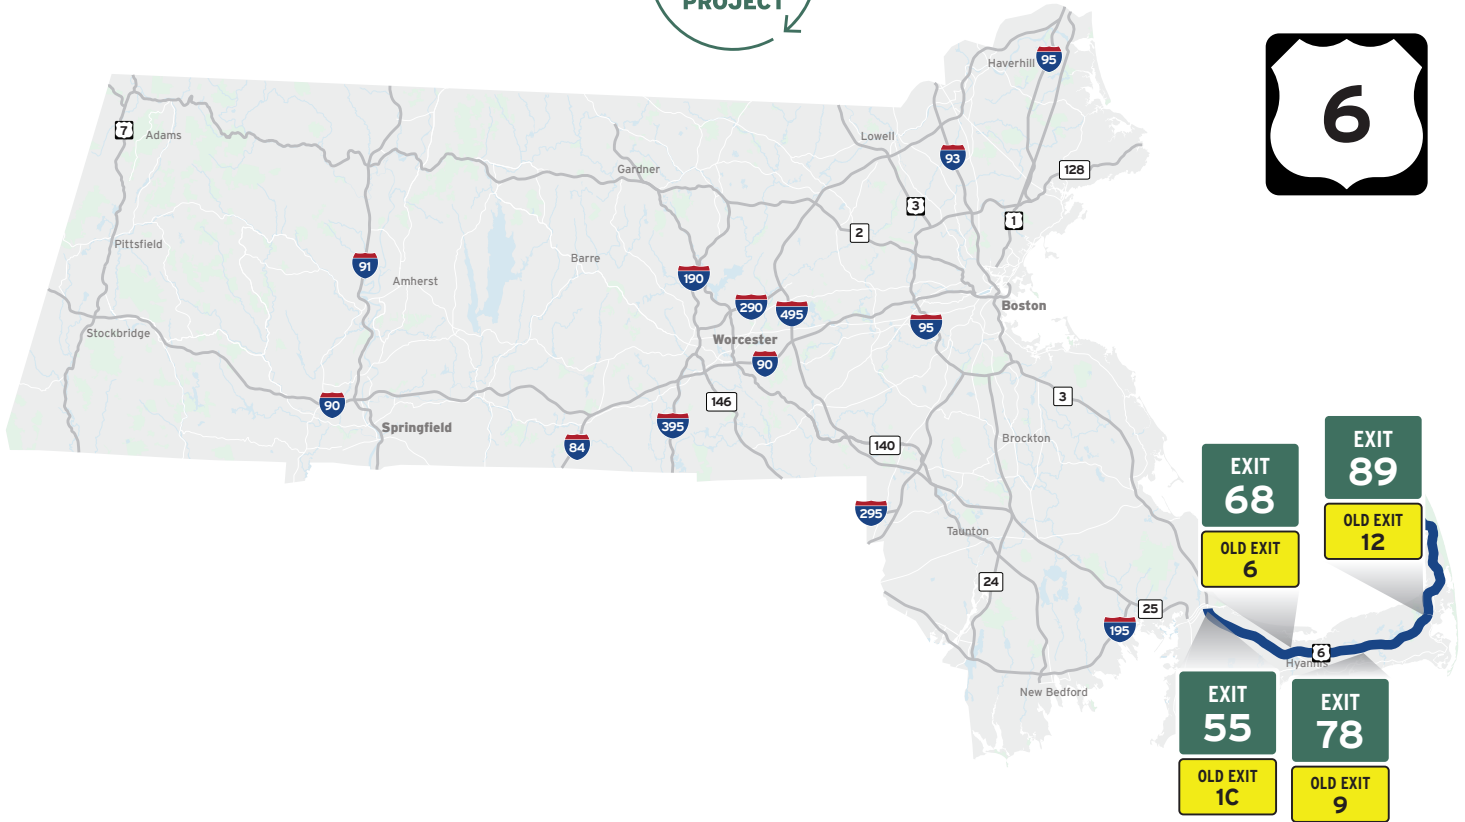 PROJECT
6
Haverhill
95
7
Adams
Lowell
93
128
Gardner
3
1
2
Pittsfield
91
Amherst
Barre
190
290
495
Boston
95
Stockbridge
Worcester
90
90
146
3
Springfield
395
84
140
Brockton
295
Taunton
24
25
195
New Bedford
6
Hyannis
EXIT
68
OLD EXIT
6
EXIT
89
OLD EXIT
12
EXIT
55
OLD EXIT
1C
EXIT
78
OLD EXIT
9